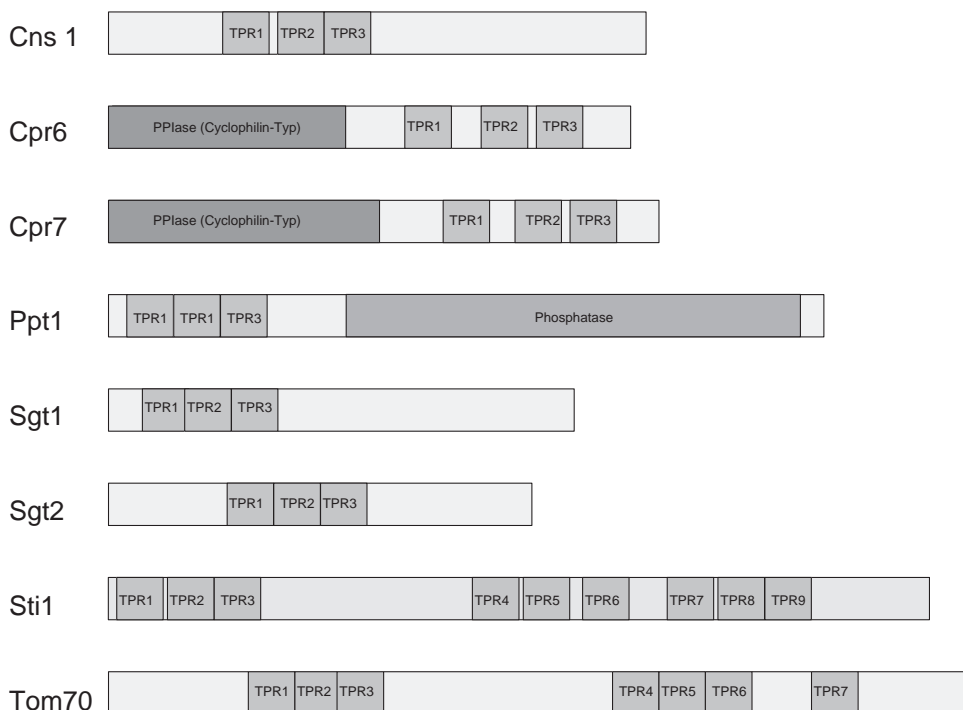 Cns 1 TPR1 TPR2 TPR3
Cpr6 PPIase (Cyclophilin-Typ) TPR1 TPR2 TPR3
Cpr7 PPIase (Cyclophilin-Typ) TPR1 TPR2 TPR3
Ppt1 TPR1 TPR1 TPR3 Phosphatase
Sgt1 TPR1 TPR2 TPR3
Sgt2 TPR1 TPR2 TPR3
Sti1 TPR1 TPR2 TPR3 TPR4 TPR5 TPR6 TPR7 TPR8 TPR9
Tom70 TPR1 TPR2 TPR3 TPR4 TPR5 TPR6 TPR7